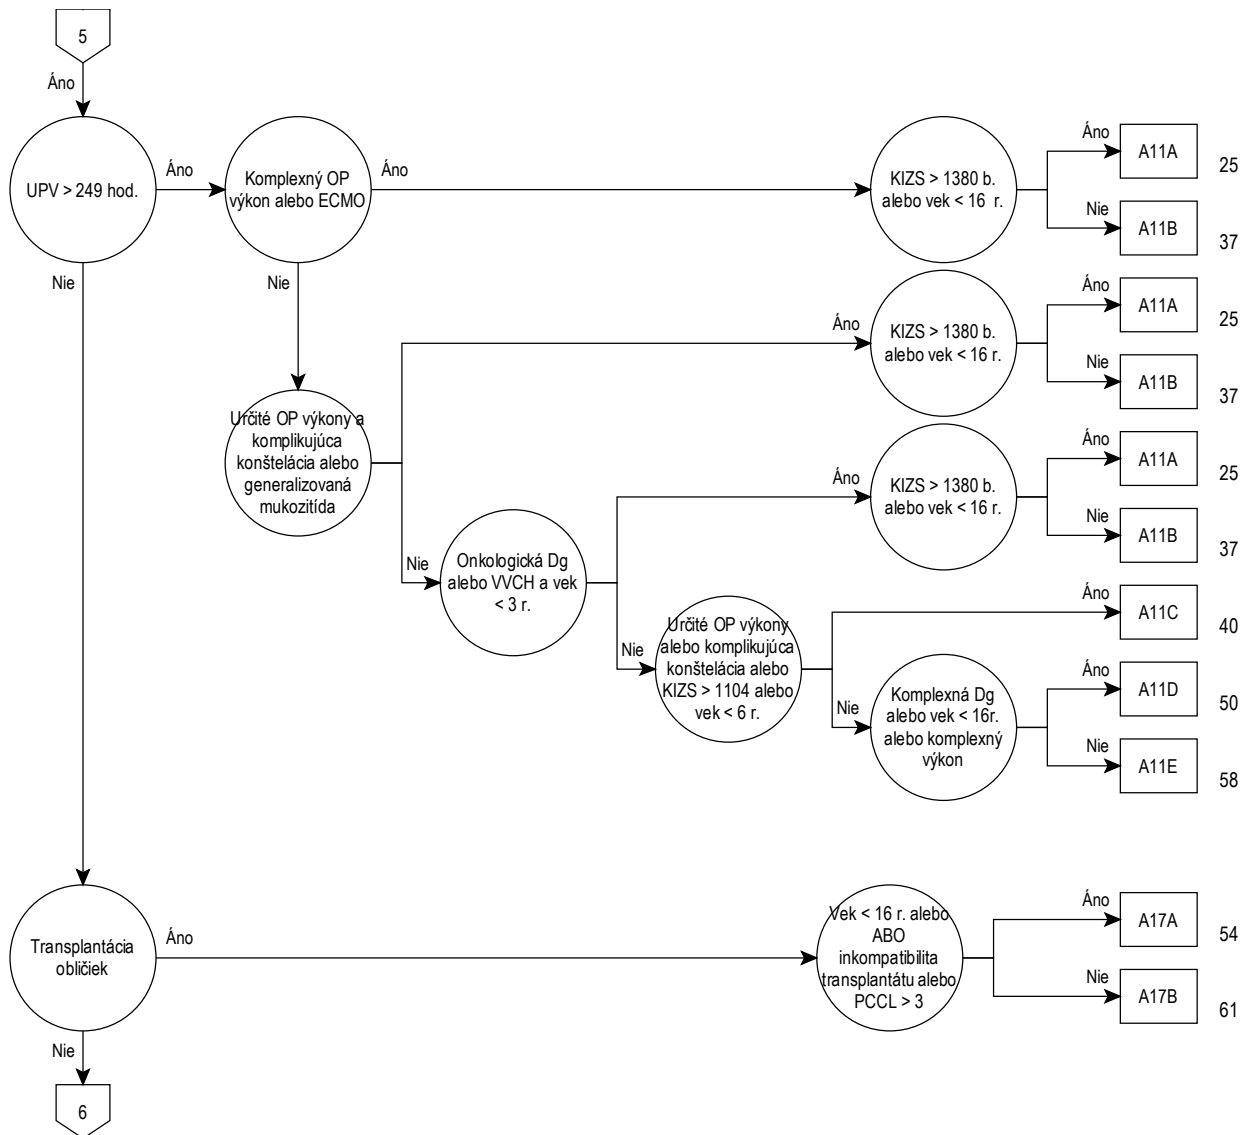 5
Áno
UPV > 249 hod.
Áno
Komplexný OP
výkon alebo ECMO
Áno
KIZS > 1380 b.
alebo vek < 16 r.
Áno
A11A
25
Nie
A11B
37
Nie
Nie
Určité OP výkony a
komplikujúca
konštelácia alebo
generalizovaná
mukozitída
Áno
KIZS > 1380 b.
alebo vek < 16 r.
Áno
A11A
25
Nie
A11B
37
Nie
Onkologická Dg
alebo VVCH a vek
< 3 r.
Áno
KIZS > 1380 b.
alebo vek < 16 r.
Áno
A11A
25
Nie
A11B
37
Nie
Určité OP výkony
alebo komplikujúca
konštelácia alebo
KIZS > 1104 alebo
vek < 6 r.
Áno
A11C
40
Nie
Komplexná Dg
alebo vek < 16r.
alebo komplexný
výkon
Áno
A11D
50
Nie
A11E
58
Transplantácia
obličiek
Áno
Vek < 16 r. alebo
ABO
inkompatibilita
transplantátu alebo
PCCL > 3
Áno
A17A
54
Nie
A17B
61
Nie
6